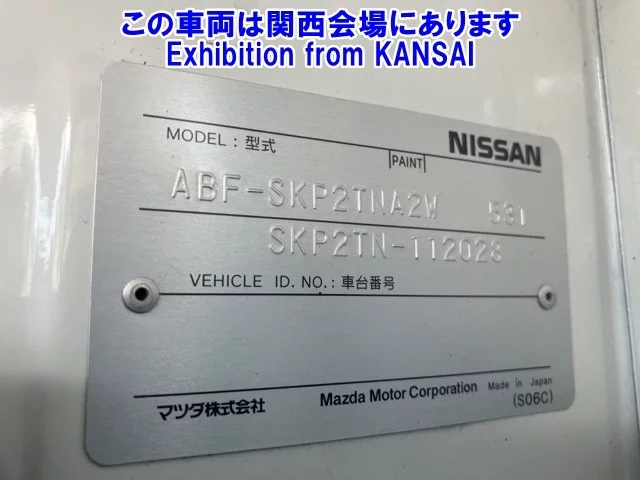 この車両は関西会場にあります
Exhibition from KANSAI
MODEL : 型式
PAINT
NISSAN
ABF-SKP2TNA2W 531
SKP2TN-112028
VEHICLE ID. NO. : 車台番号
マツダ株式会社 Mazda Motor Corporation Made in Japan
(S06C)